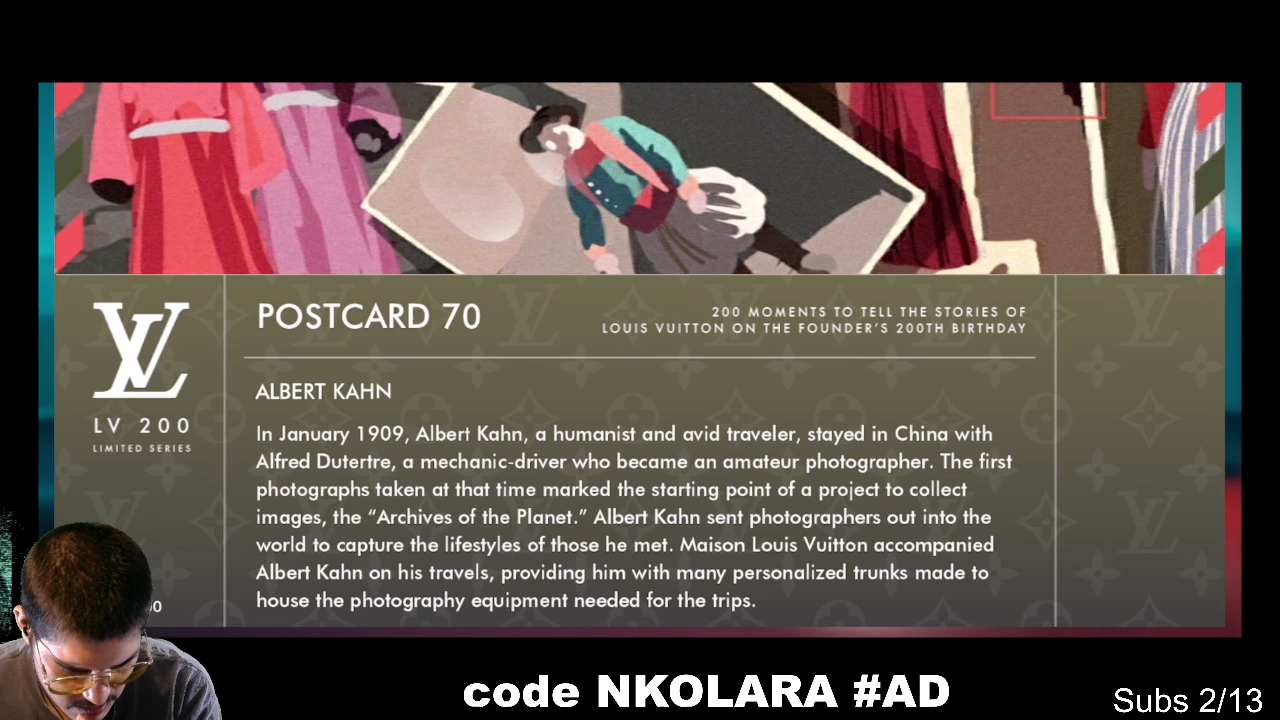 LV
POSTCARD 70
200 MOMENTS TO TELL THE STORIES OF
LOUIS VUITTON ON THE FOUNDER'S 200TH BIRTHDAY
LV 200
LIMITED SERIES
ALBERT KAHN
In January 1909, Albert Kahn, a humanist and avid traveler, stayed in China with
Alfred Dutertre, a mechanic-driver who became an amateur photographer. The first
photographs taken at that time marked the starting point of a project to collect
images, the “Archives of the Planet.” Albert Kahn sent photographers out into the
world to capture the lifestyles of those he met. Maison Louis Vuitton accompanied
Albert Kahn on his travels, providing him with many personalized trunks made to
house the photography equipment needed for the trips.
code NKOLARA #AD
Subs 2/13